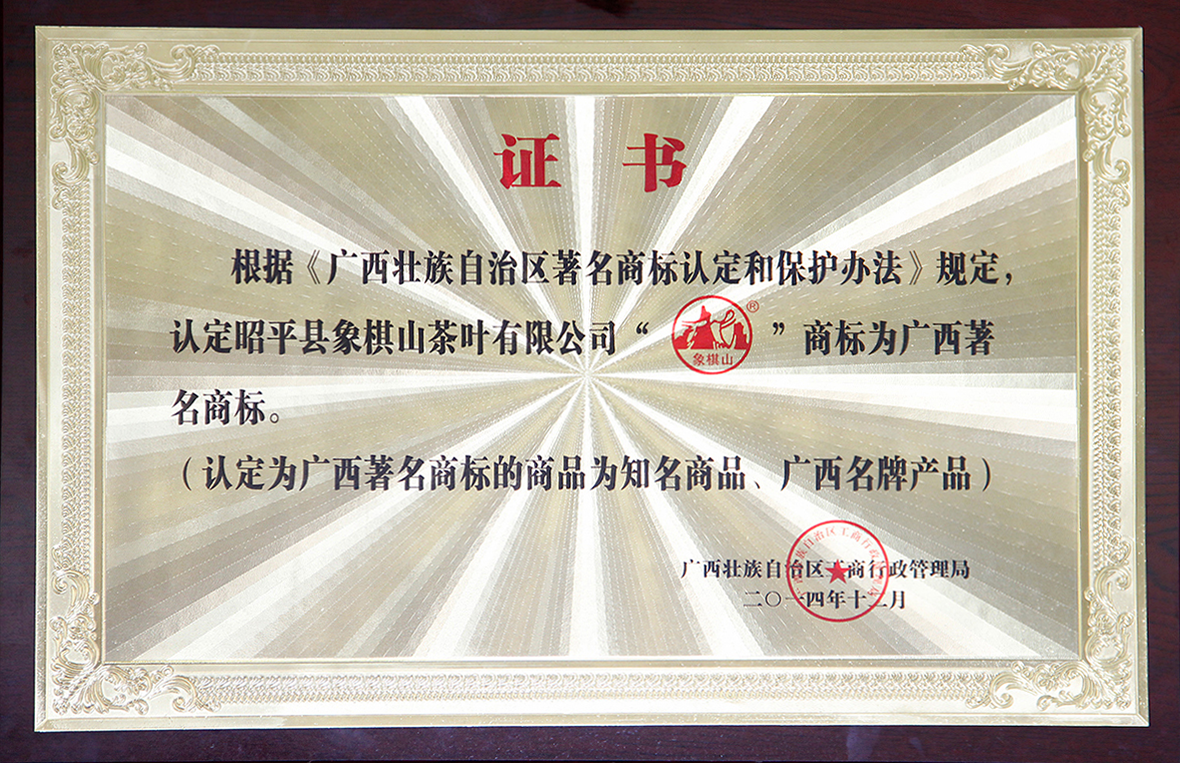 证书
根据《广西壮族自治区著名商标认定和保护办法》规定，
认定昭平县象棋山茶叶有限公司“象棋山®”商标为广西著
名商标。
（认定为广西著名商标的商品为知名商品、广西名牌产品）
广西壮族自治区工商行政管理局
二〇一四年十二月